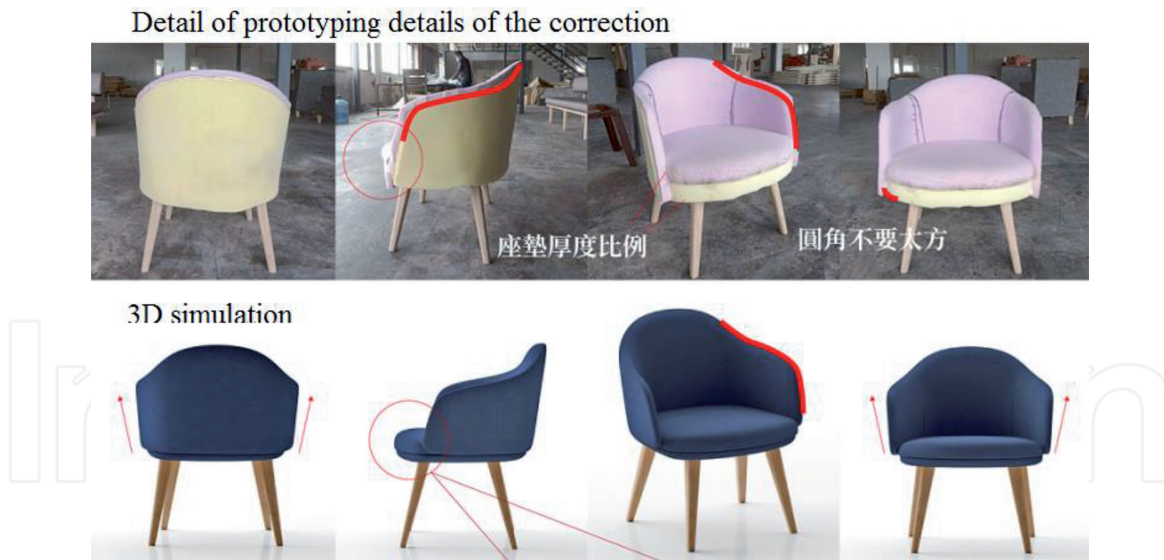 Detail of prototyping details of the correction
座墊厚度比例
圓角不要太方
3D simulation